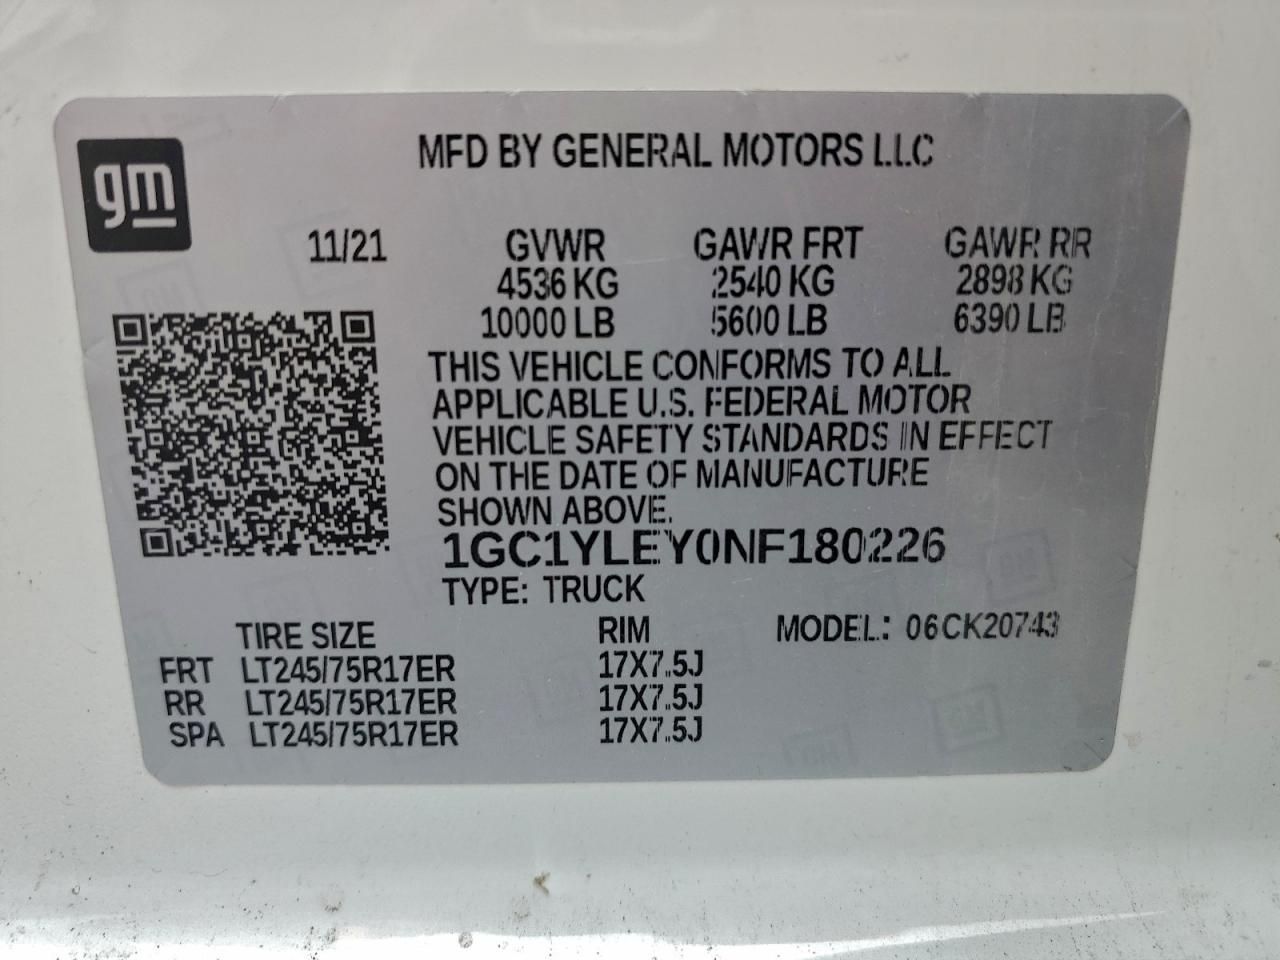 MFD BY GENERAL MOTORS LLC
gm
11/21 GVWR GAWR FRT GAWR RR
4536 KG 2540 KG 2898 KG
10000 LB 5600 LB 6390 LB
THIS VEHICLE CONFORMS TO ALL
APPLICABLE U.S. FEDERAL MOTOR
VEHICLE SAFETY STANDARDS IN EFFECT
ON THE DATE OF MANUFACTURE
SHOWN ABOVE.
1GC1YLEY0NF180226
TYPE: TRUCK
TIRE SIZE RIM MODEL: 06CK20743
FRT LT245/75R17ER 17X7.5J
RR LT245/75R17ER 17X7.5J
SPA LT245/75R17ER 17X7.5J